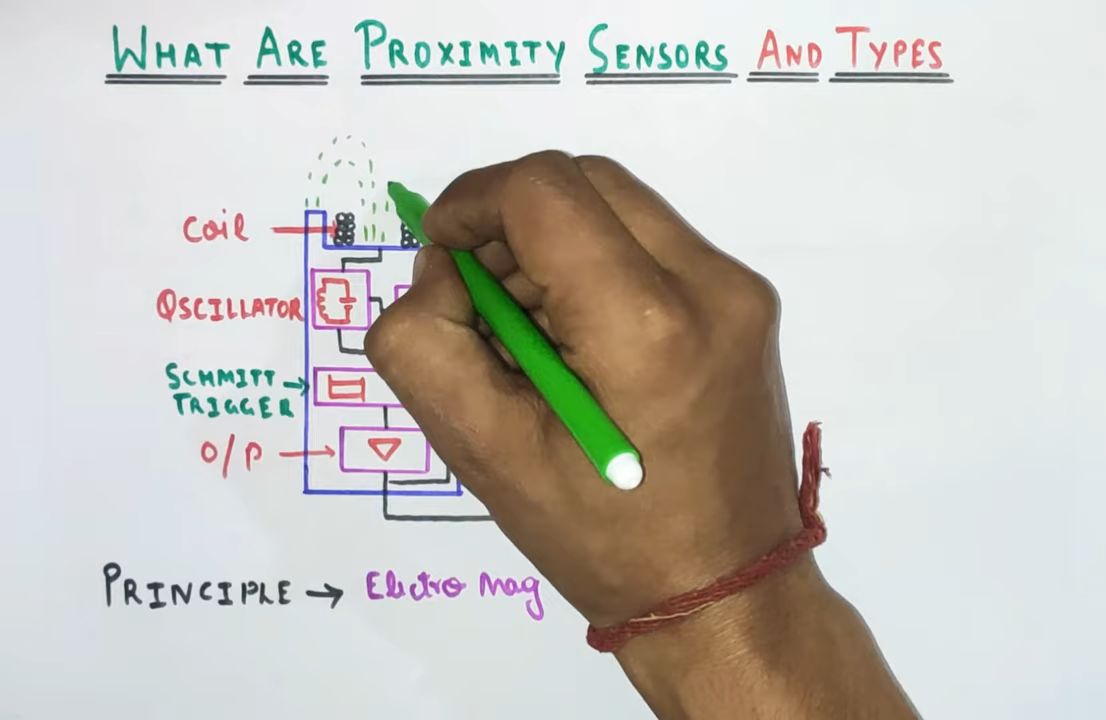 WHAT ARE PROXIMITY SENSORS AND TYPES
Coil
OSCILLATOR
SCHMITT
TRIGGER
O/P
PRINCIPLE → Electro Mag